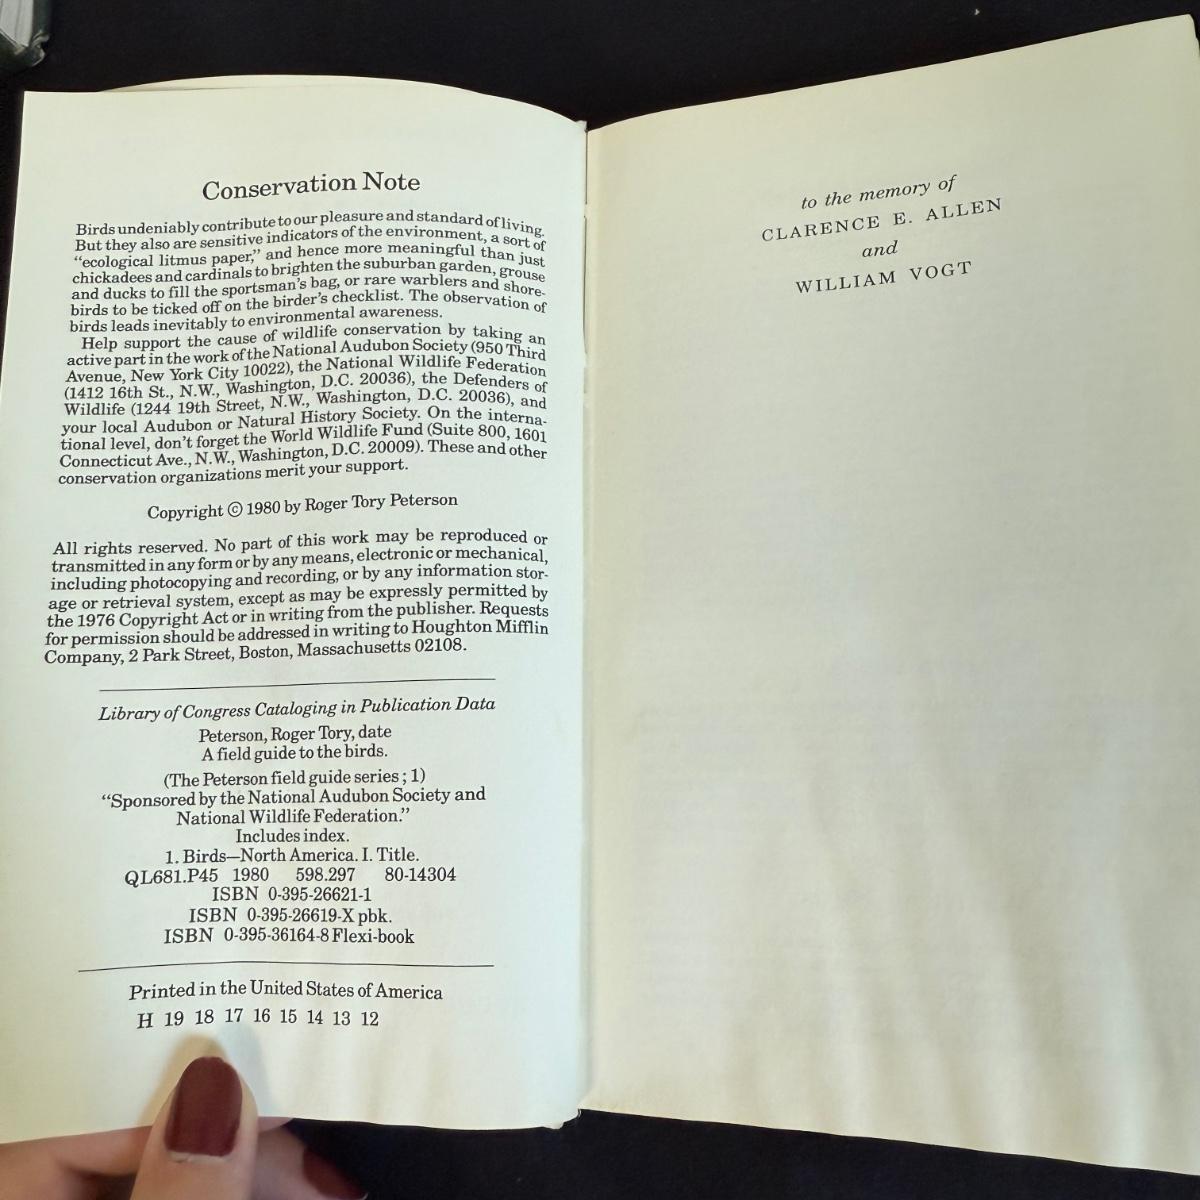 Conservation Note
Birds undeniably contribute to our pleasure and standard of living.
But they also are sensitive indicators of the environment, a sort of
“ecological litmus paper,” and hence more meaningful than just
chickadees and cardinals to brighten the suburban garden, grouse
and ducks to fill the sportsman’s bag, or rare warblers and shore-
birds to be ticked off on the birder’s checklist. The observation of
birds leads inevitably to environmental awareness.
Help support the cause of wildlife conservation by taking an
active part in the work of the National Audubon Society (950 Third
Avenue, New York City 10022), the National Wildlife Federation
(1412 16th St., N.W., Washington, D.C. 20036), the Defenders of
Wildlife (1244 19th Street, N.W., Washington, D.C. 20036), and
your local Audubon or Natural History Society. On the interna-
tional level, don’t forget the World Wildlife Fund (Suite 800, 1601
Connecticut Ave., N.W., Washington, D.C. 20009). These and other
conservation organizations merit your support.
Copyright © 1980 by Roger Tory Peterson
All rights reserved. No part of this work may be reproduced or
transmitted in any form or by any means, electronic or mechanical,
including photocopying and recording, or by any information stor-
age or retrieval system, except as may be expressly permitted by
the 1976 Copyright Act or in writing from the publisher. Requests
for permission should be addressed in writing to Houghton Mifflin
Company, 2 Park Street, Boston, Massachusetts 02108.
Library of Congress Cataloging in Publication Data
Peterson, Roger Tory, date
A field guide to the birds.
(The Peterson field guide series ; 1)
“Sponsored by the National Audubon Society and
National Wildlife Federation.”
Includes index.
1. Birds—North America. I. Title.
QL681.P45 1980 598.297 80-14304
ISBN 0-395-26621-1
ISBN 0-395-26619-X pbk.
ISBN 0-395-36164-8 Flexi-book
Printed in the United States of America
H 19 18 17 16 15 14 13 12
to the memory of
CLARENCE E. ALLEN
and
WILLIAM VOGT